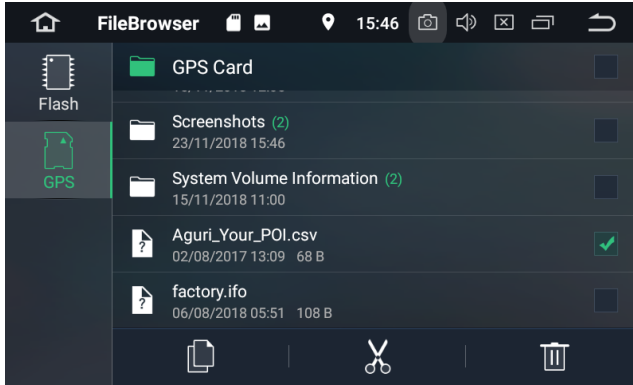 FileBrowser 15:46
Flash
GPS
GPS Card
Screenshots (2)
23/11/2018 15:46
System Volume Information (2)
15/11/2018 11:00
Aguri_Your_POI.csv
02/08/2017 13:09 68 B
factory.ifo
06/08/2018 05:51 108 B